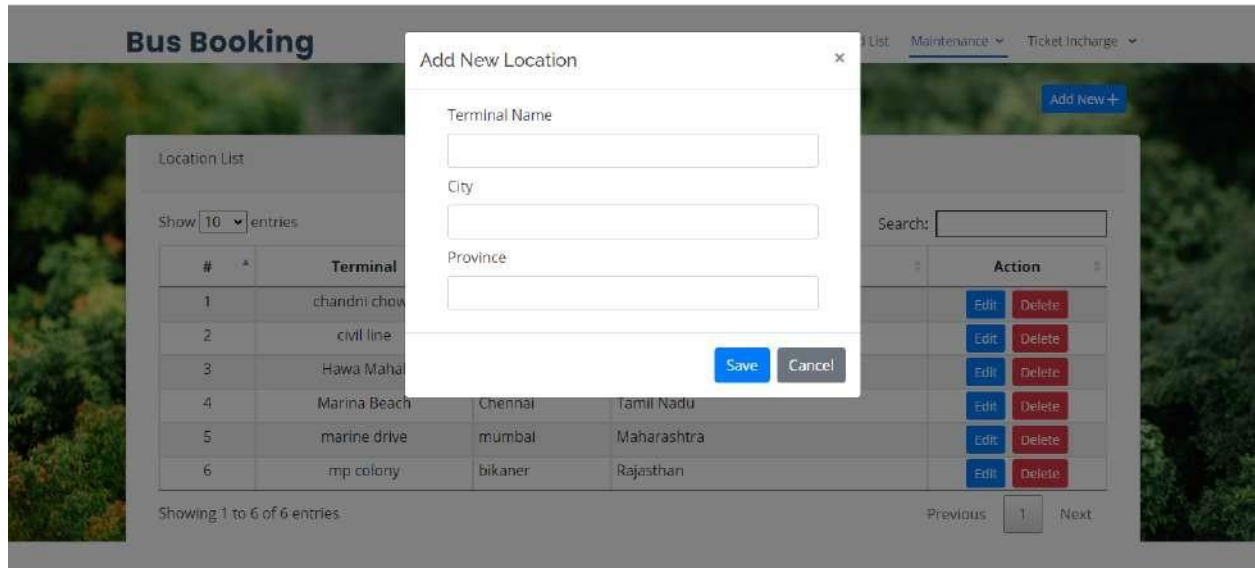 Bus Booking
List Maintenance Ticket Incharge
Add New Location ×
Add New +
Terminal Name
Location List
City
Show 10 entries
Search:
Province
# Terminal Action
1 chandni chow Edit Delete
2 civil line Edit Delete
3 Hawa Mahal Edit Delete
Save Cancel
4 Marina Beach Chennai Tamil Nadu Edit Delete
5 marine drive mumbai Maharashtra Edit Delete
6 mp colony bikaner Rajasthan Edit Delete
Showing 1 to 6 of 6 entries
Previous 1 Next